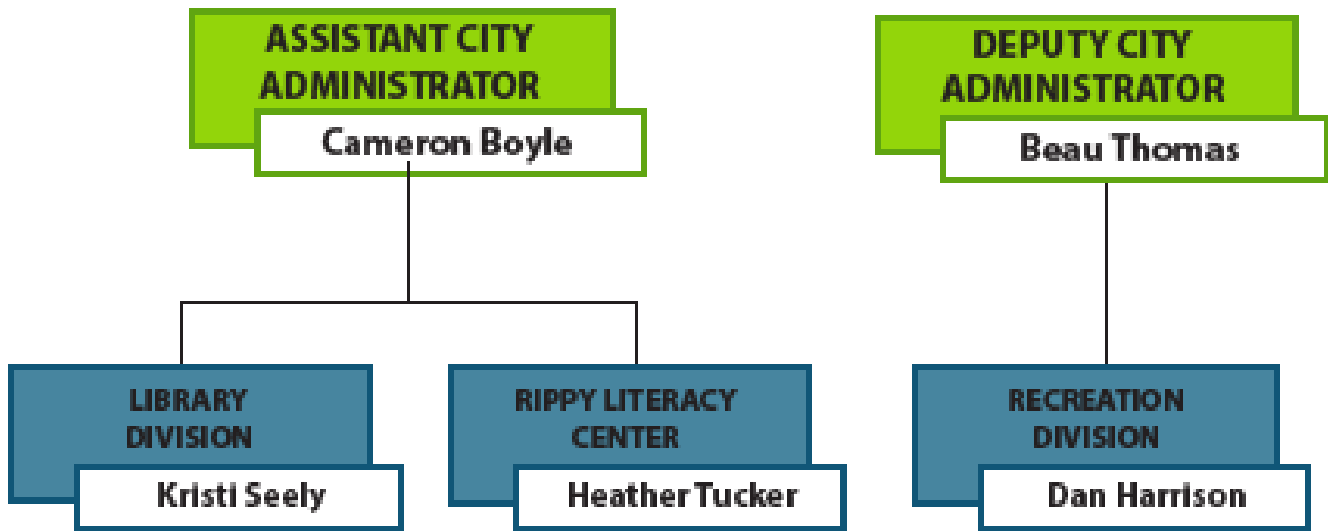 ASSISTANT CITY
ADMINISTRATOR
Cameron Boyle
DEPUTY CITY
ADMINISTRATOR
Beau Thomas
LIBRARY
DIVISION
Kristi Seely
RIPPY LITERACY
CENTER
Heather Tucker
RECREATION
DIVISION
Dan Harrison